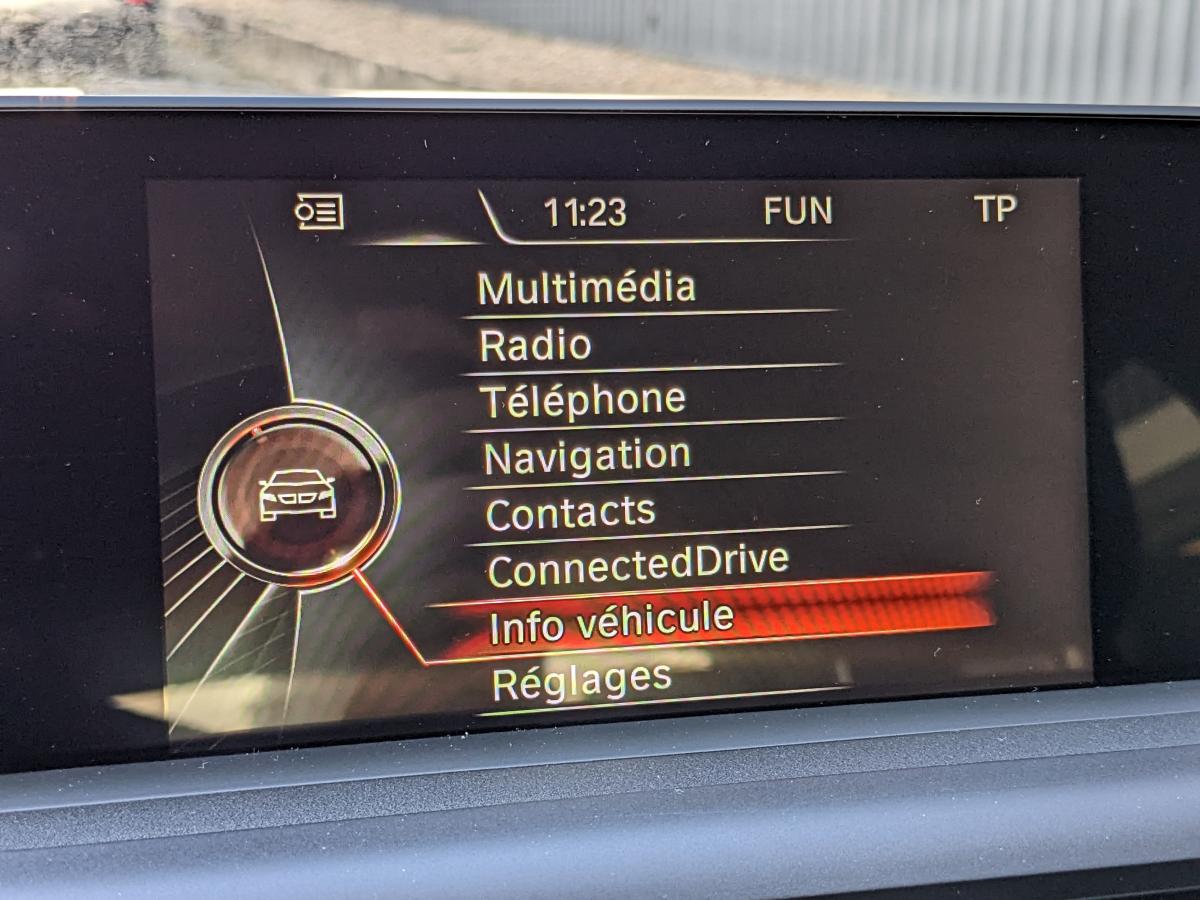 11:23 FUN TP
Multimédia
Radio
Téléphone
Navigation
Contacts
ConnectedDrive
Info véhicule
Réglages